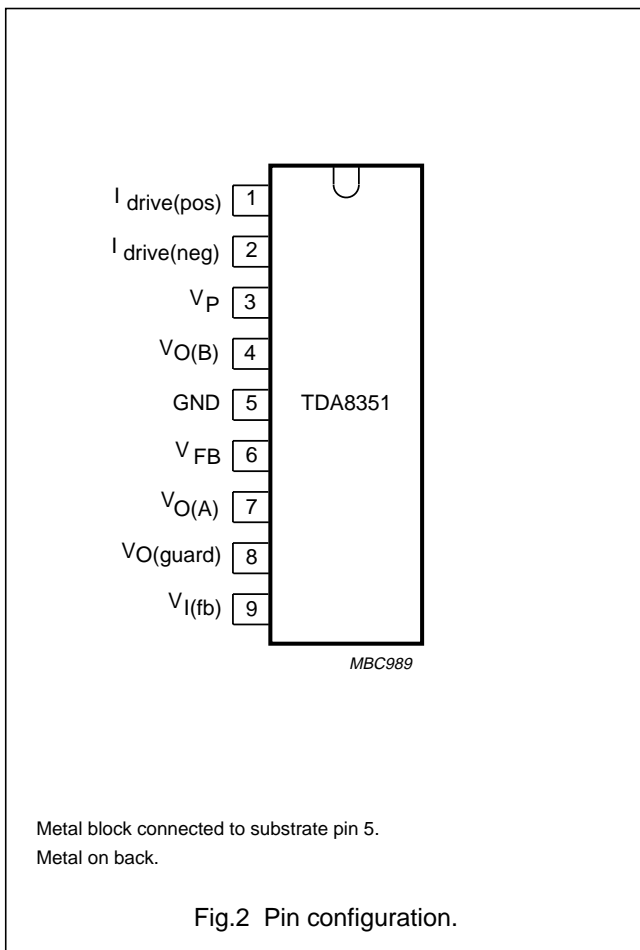 I drive(pos) 1
I drive(neg) 2
VP 3
VO(B) 4
GND 5 TDA8351
VFB 6
VO(A) 7
VO(guard) 8
VI(fb) 9
MBC989
Metal block connected to substrate pin 5.
Metal on back.
Fig.2 Pin configuration.